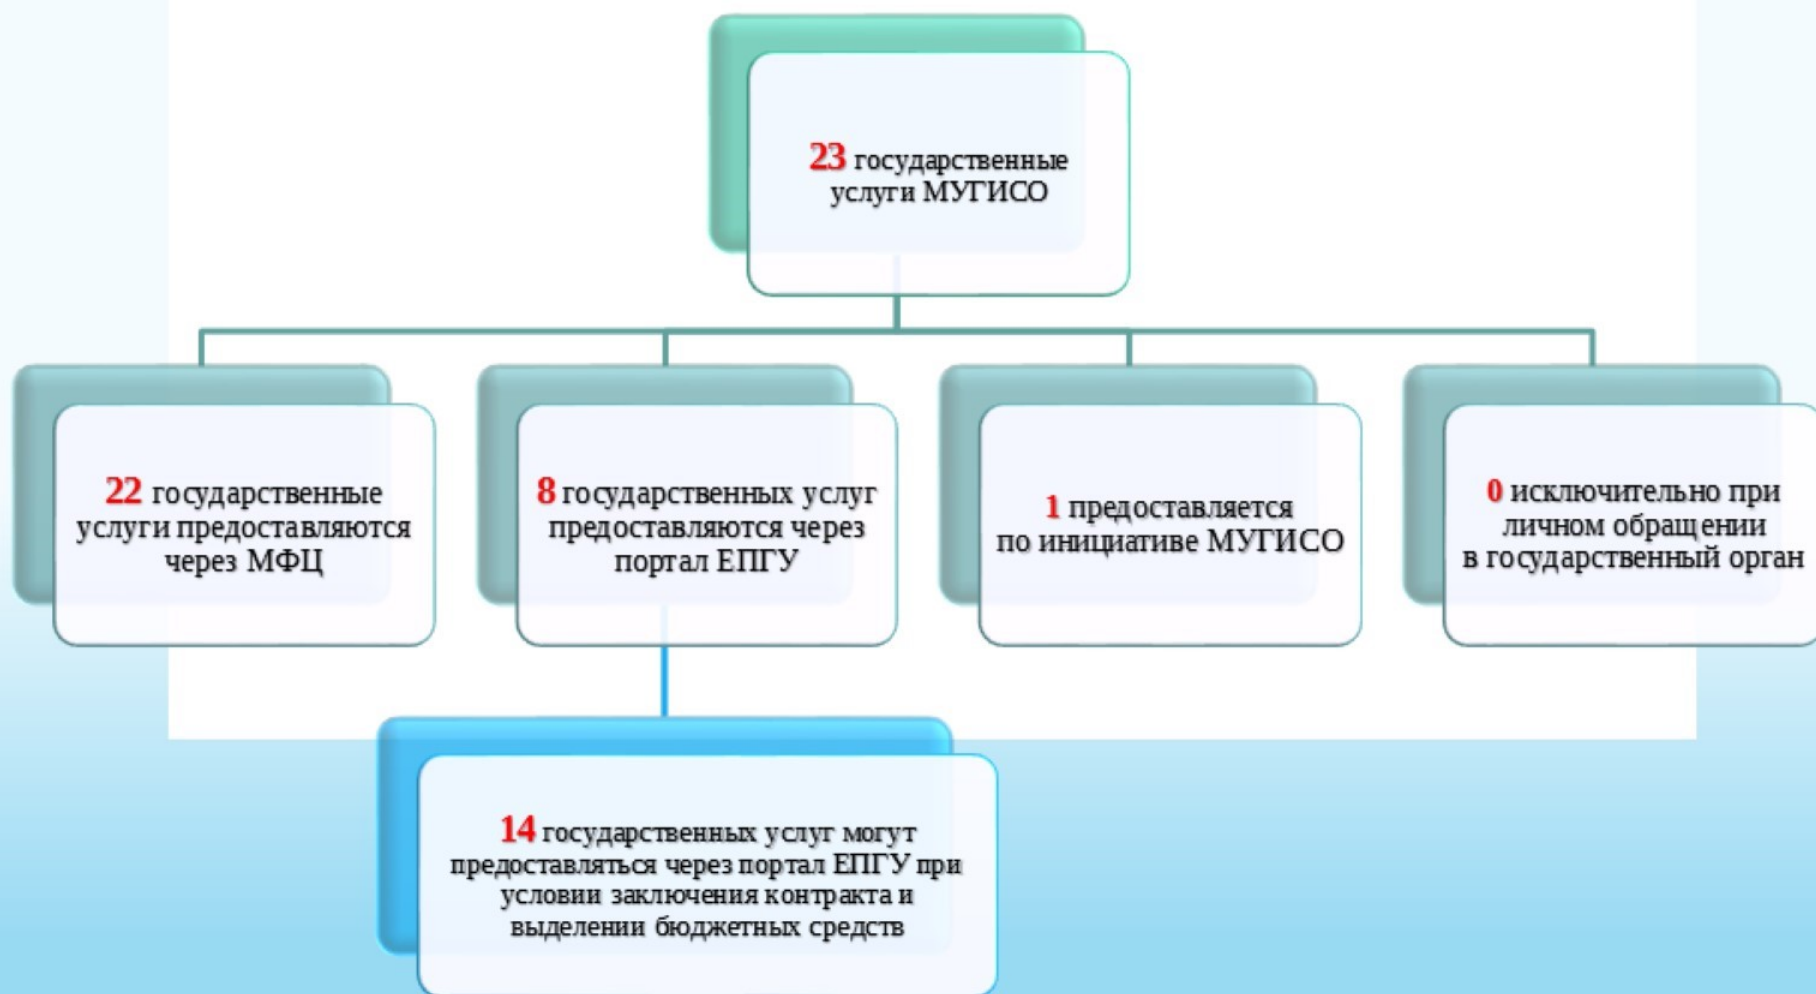 23 государственные
услуги МУГИСО
22 государственные
услуги предоставляются
через МФЦ
8 государственных услуг
предоставляются через
портал ЕПГУ
1 предоставляется
по инициативе МУГИСО
0 исключительно при
личном обращении
в государственный орган
14 государственных услуг могут
предоставляться через портал ЕПГУ при
условии заключения контракта и
выделении бюджетных средств